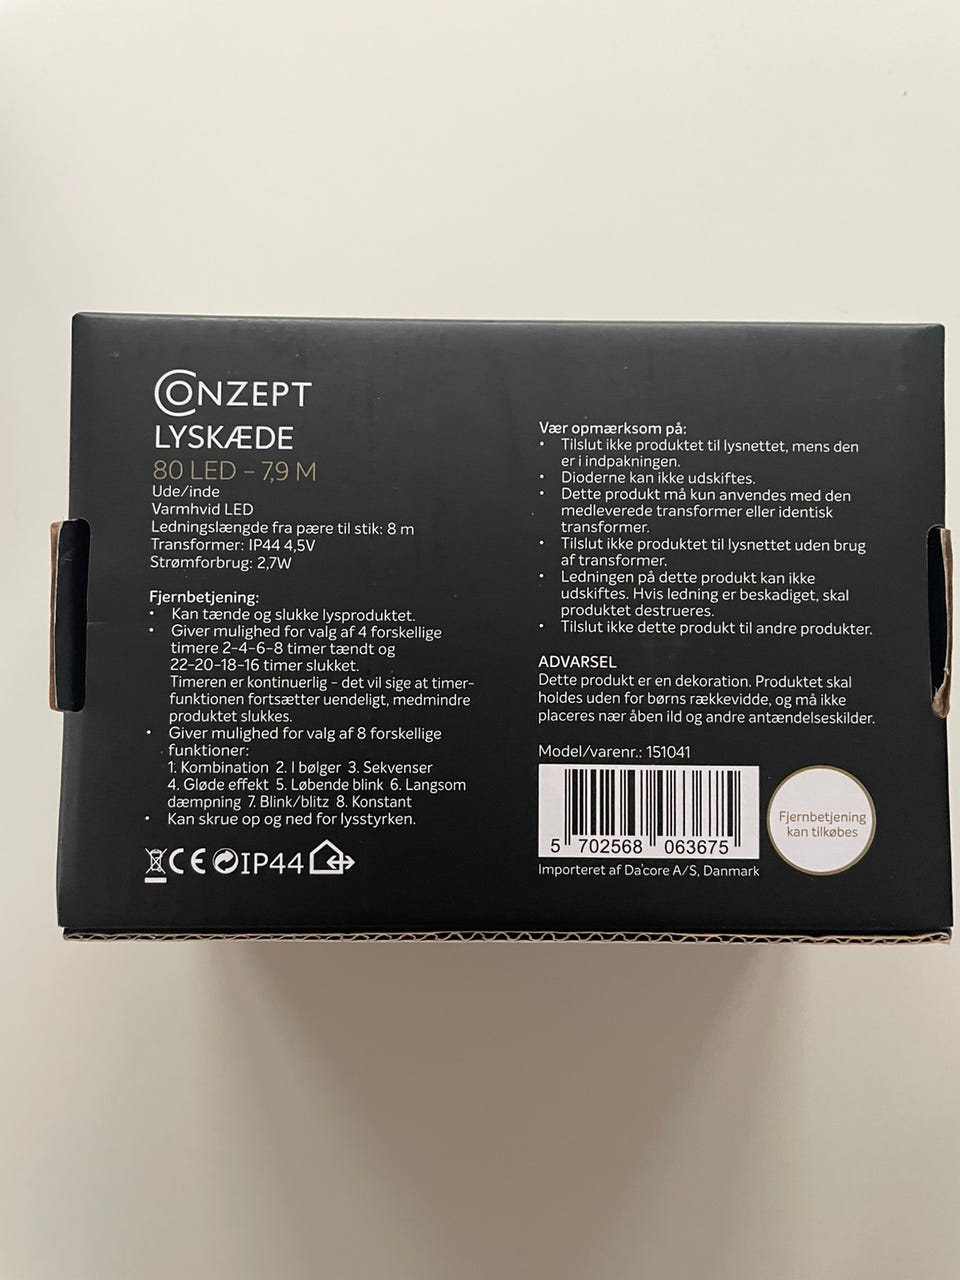 CONZEPT
LYSKÆDE
80 LED – 7,9 M
Ude/inde
Varmhvid LED
Ledningslængde fra pære til stik: 8 m
Transformer: IP44 4,5V
Strømforbrug: 2,7W
Fjernbetjening:
• Kan tænde og slukke lysproduktet.
• Giver mulighed for valg af 4 forskellige
timere 2-4-6-8 timer tændt og
22-20-18-16 timer slukket.
Timeren er kontinuerlig – det vil sige at timer-
funktionen fortsætter uendeligt, medmindre
produktet slukkes.
• Giver mulighed for valg af 8 forskellige
funktioner:
1. Kombination 2. I bølger 3. Sekvenser
4. Gløde effekt 5. Løbende blink 6. Langsom
dæmpning 7. Blink/blitz 8. Konstant
• Kan skrue op og ned for lysstyrken.
CE IP44
Vær opmærksom på:
• Tilslut ikke produktet til lysnettet, mens den
er i indpakningen.
• Dioderne kan ikke udskiftes.
• Dette produkt må kun anvendes med den
medleverede transformer eller identisk
transformer.
• Tilslut ikke produktet til lysnettet uden brug
af transformer.
• Ledningen på dette produkt kan ikke
udskiftes. Hvis ledning er beskadiget, skal
produktet destrueres.
• Tilslut ikke dette produkt til andre produkter.
ADVARSEL
Dette produkt er en dekoration. Produktet skal
holdes uden for børns rækkevidde, og må ikke
placeres nær åben ild og andre antændelseskilder.
Model/varenr.: 151041
5 702568 063675
Importeret af Da'core A/S, Danmark
Fjernbetjening
kan tilkøbes